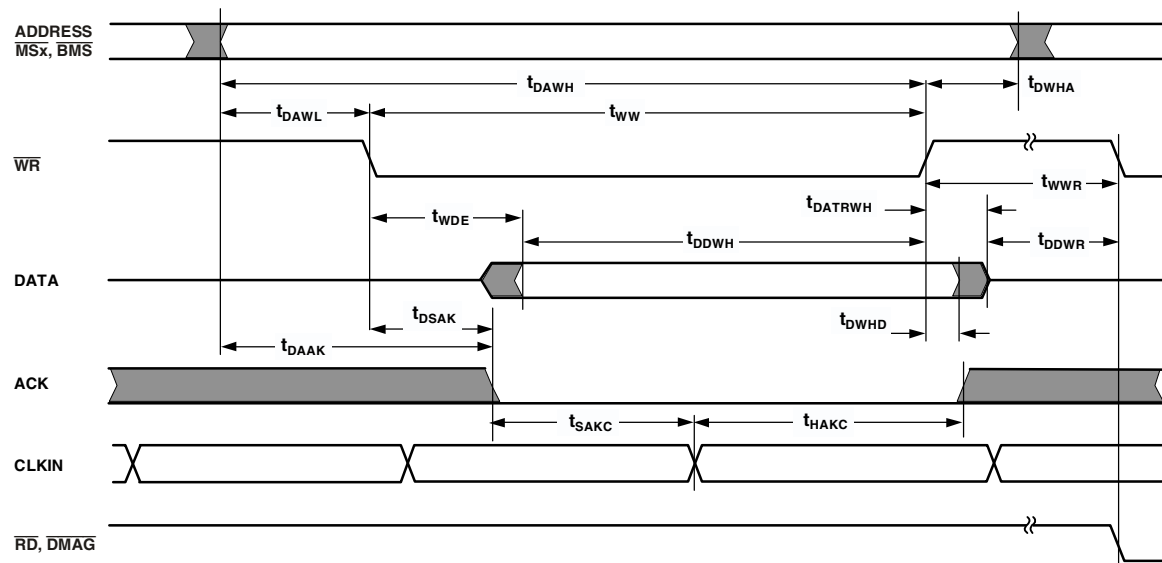 ADDRESS
MSx, BMS
tDAWH
tDWHA
tDAWL
tWW
WR
tWWR
tDATRWH
tWDE
tDDWH
tDDWR
DATA
tDSAK
tDWHD
tDAAK
ACK
tSAKC
tHAKC
CLKIN
RD, DMAG